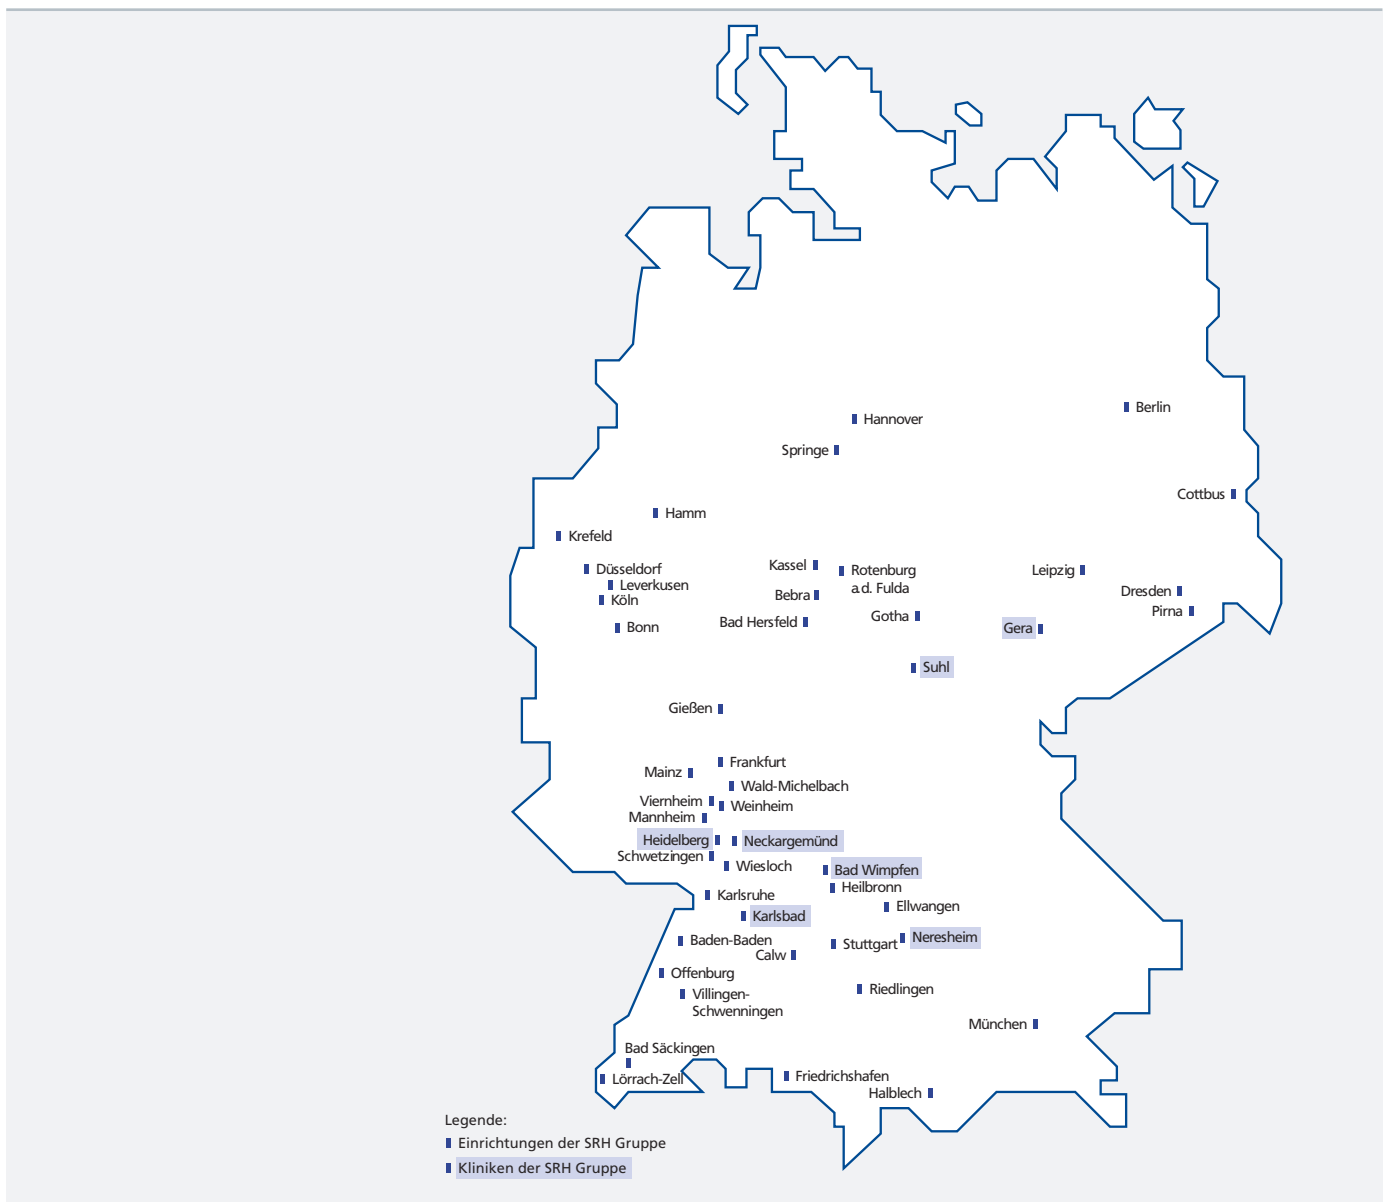 Berlin
Hannover
Springe
Cottbus
Hamm
Krefeld
Düsseldorf
Leverkusen
Köln
Bonn
Kassel
Rotenburg
a.d. Fulda
Bebra
Bad Hersfeld
Gotha
Leipzig
Dresden
Pirna
Gera
Suhl
Gießen
Frankfurt
Mainz
Wald-Michelbach
Viernheim
Weinheim
Mannheim
Heidelberg
Neckargemünd
Schwetzingen
Wiesloch
Bad Wimpfen
Heilbronn
Karlsruhe
Ellwangen
Karlsbad
Neresheim
Baden-Baden
Stuttgart
Calw
Offenburg
Riedlingen
Villingen-
Schwenningen
München
Bad Säckingen
Lörrach-Zell
Friedrichshafen
Halblech
Legende:
Einrichtungen der SRH Gruppe
Kliniken der SRH Gruppe